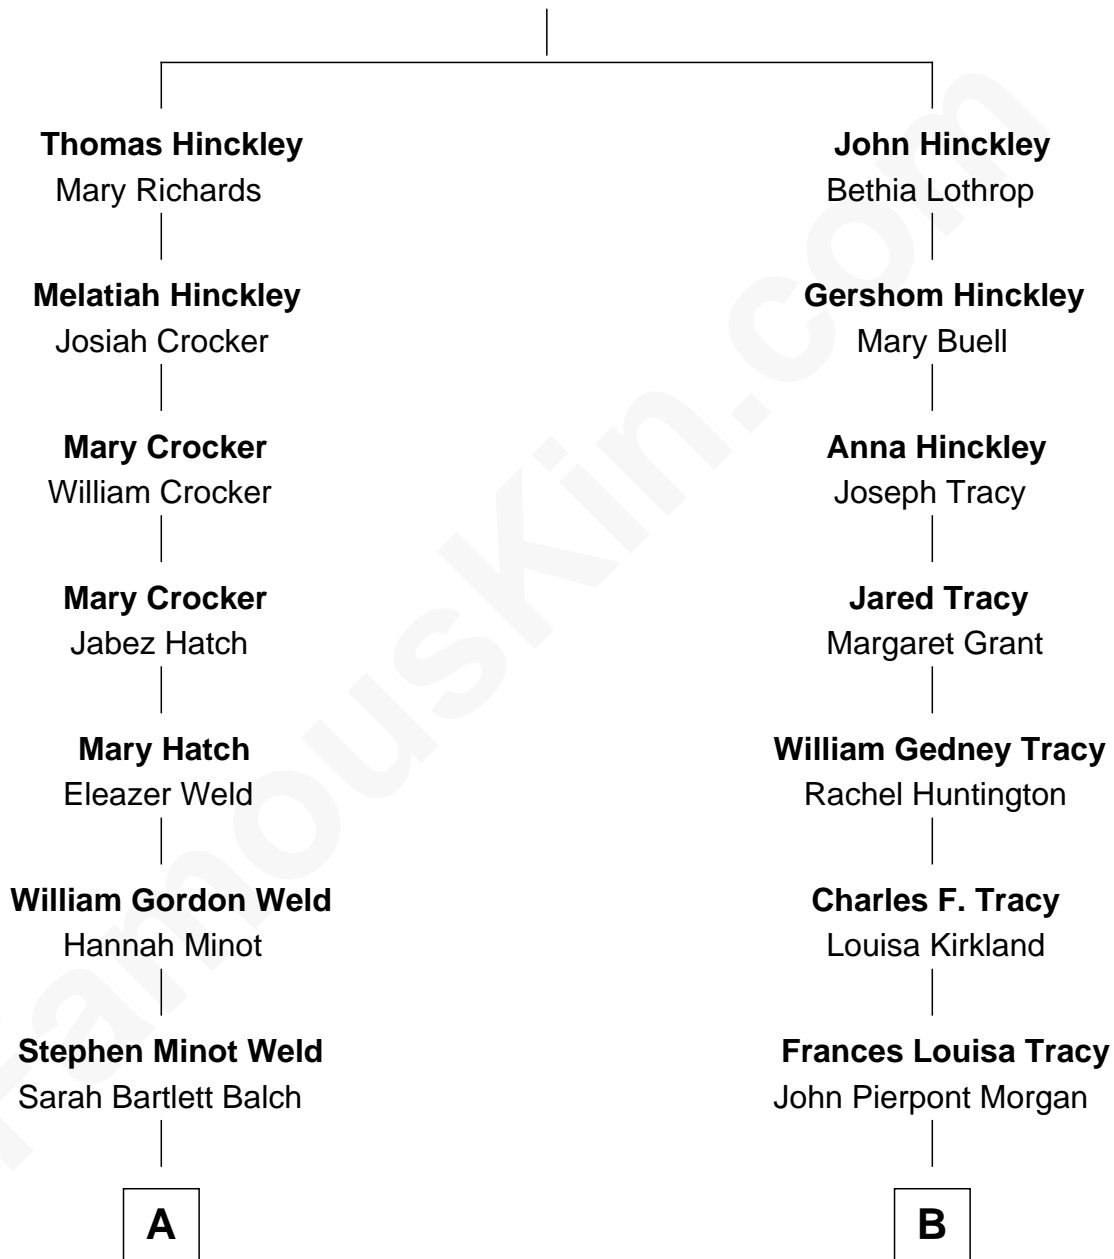 Thomas Hinckley
Mary Richards
Melatiah Hinckley
Josiah Crocker
Mary Crocker
William Crocker
Mary Crocker
Jabez Hatch
Mary Hatch
Eleazer Weld
William Gordon Weld
Hannah Minot
Stephen Minot Weld
Sarah Bartlett Balch
A
John Hinckley
Bethia Lothrop
Gershom Hinckley
Mary Buell
Anna Hinckley
Joseph Tracy
Jared Tracy
Margaret Grant
William Gedney Tracy
Rachel Huntington
Charles F. Tracy
Louisa Kirkland
Frances Louisa Tracy
John Pierpont Morgan
B
FamousKin.com